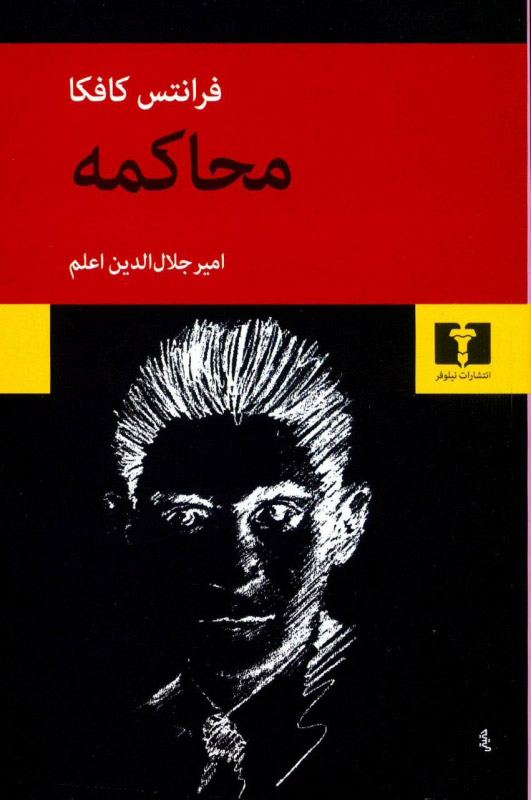 فرانتس کافکا
محاکمه
امیر جلال‌الدین اعلم
انتشارات نیلوفر